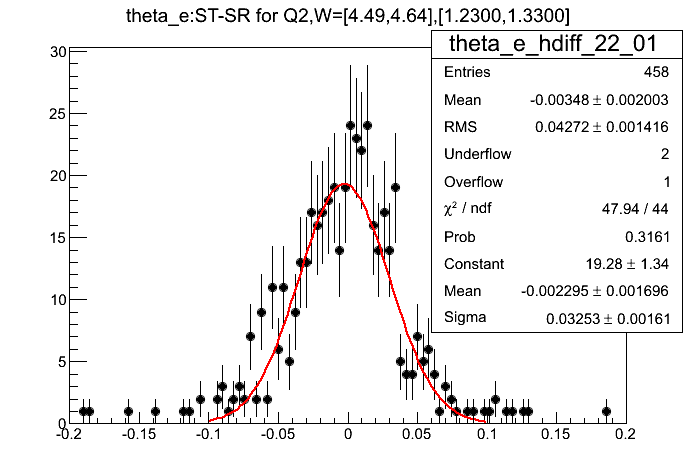 theta_e:ST-SR for Q2,W=[4.49,4.64],[1.2300,1.3300]
theta_e_hdiff_22_01
Entries 458
Mean -0.00348 ± 0.002003
RMS 0.04272 ± 0.001416
Underflow 2
Overflow 1
χ² / ndf 47.94 / 44
Prob 0.3161
Constant 19.28 ± 1.34
Mean -0.002295 ± 0.001696
Sigma 0.03253 ± 0.00161
30
25
20
15
10
5
0
-0.2 -0.15 -0.1 -0.05 0 0.05 0.1 0.15 0.2